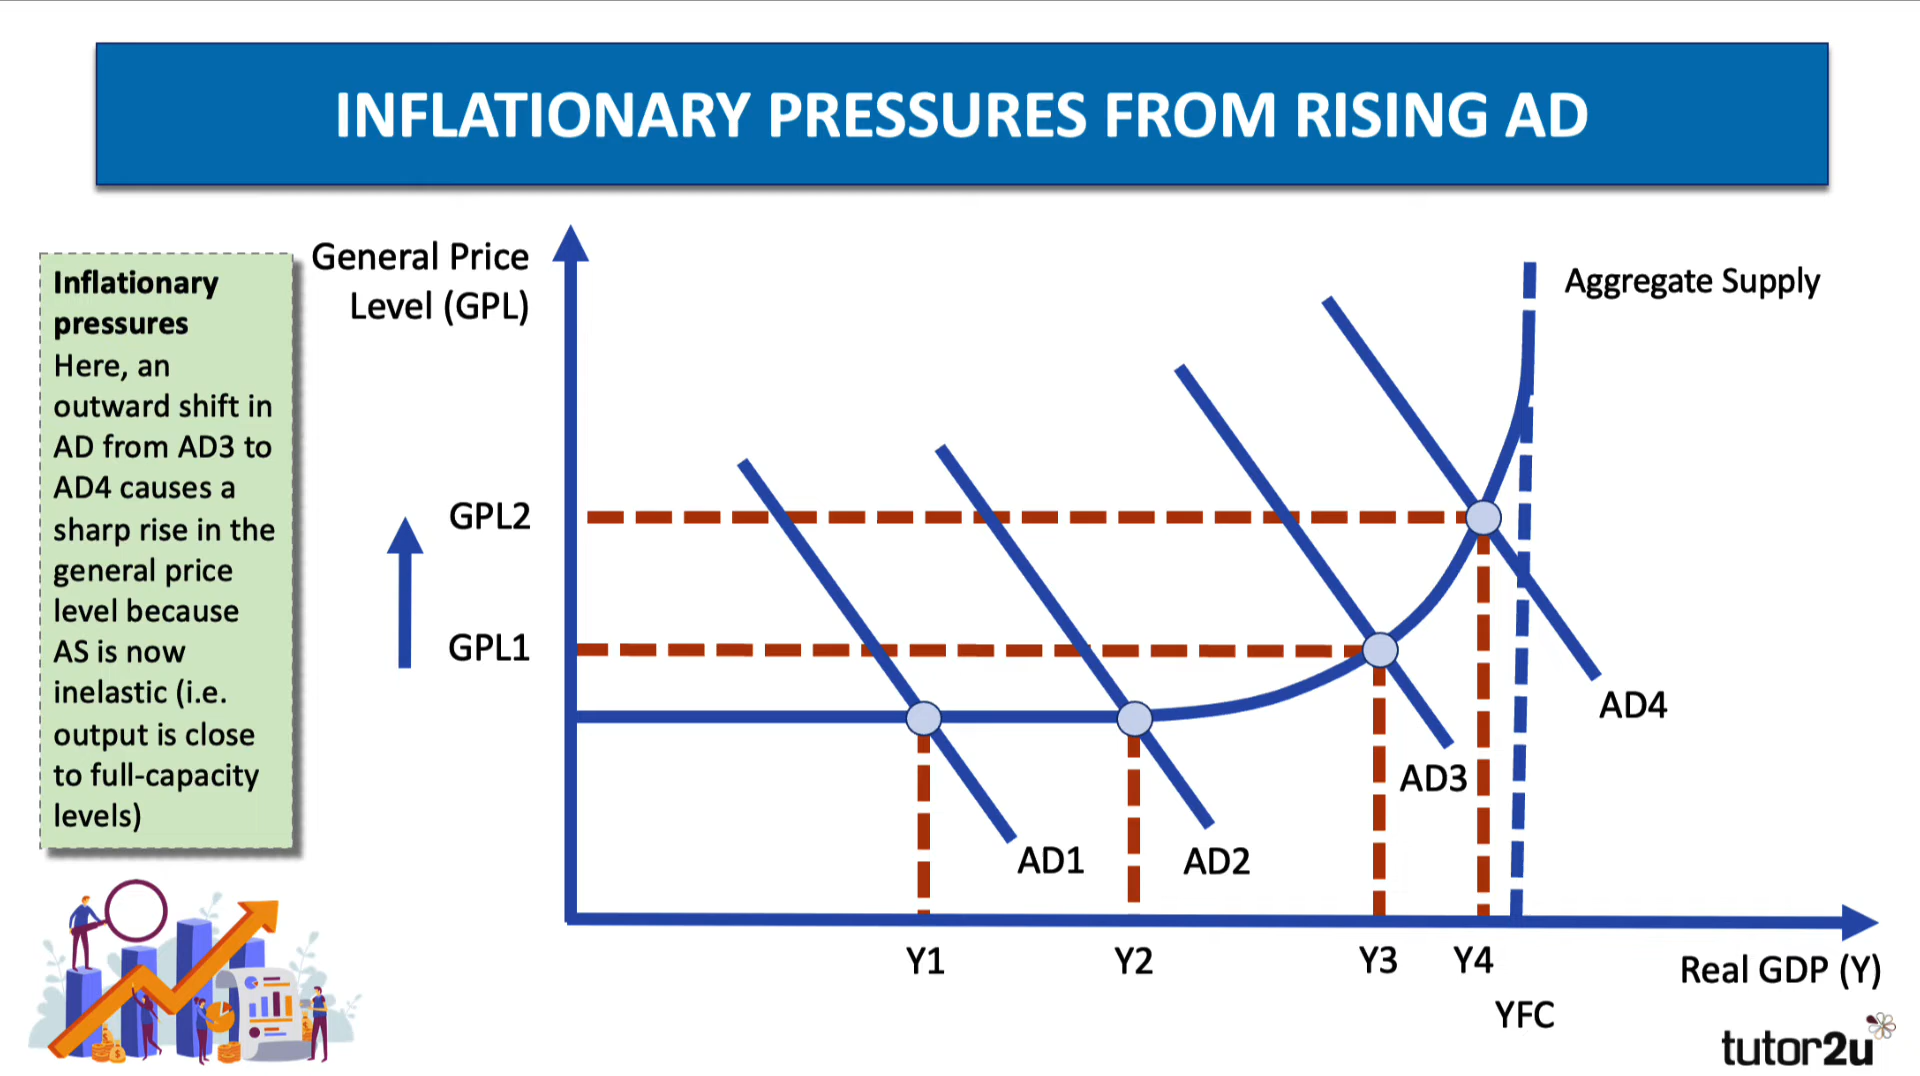 INFLATIONARY PRESSURES FROM RISING AD
Inflationary
pressures
Here, an
outward shift in
AD from AD3 to
AD4 causes a
sharp rise in the
general price
level because
AS is now
inelastic (i.e.
output is close
to full-capacity
levels)
General Price
Level (GPL)
Aggregate Supply
GPL2
GPL1
AD4
AD3
AD1
AD2
Y1
Y2
Y3
Y4
Real GDP (Y)
YFC
tutor2u